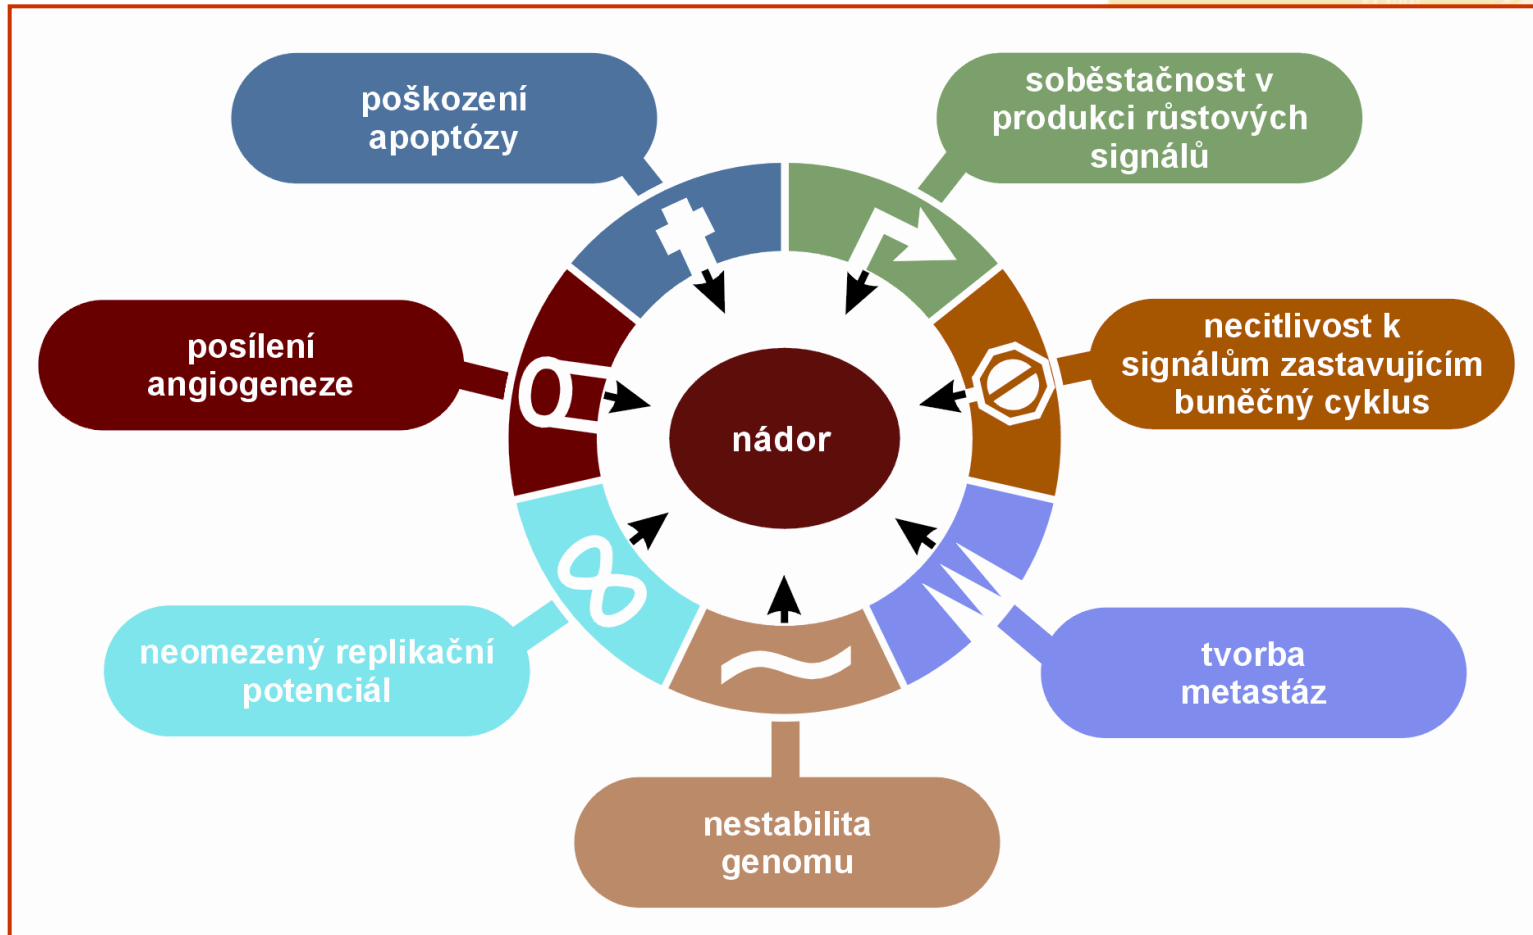 poškození
apoptózy
soběstačnost v
produkci růstových
signálů
posílení
angiogeneze
necitlivost k
signálům zastavujícím
buněčný cyklus
nádor
neomezený replikační
potenciál
tvorba
metastáz
nestabilita
genomu